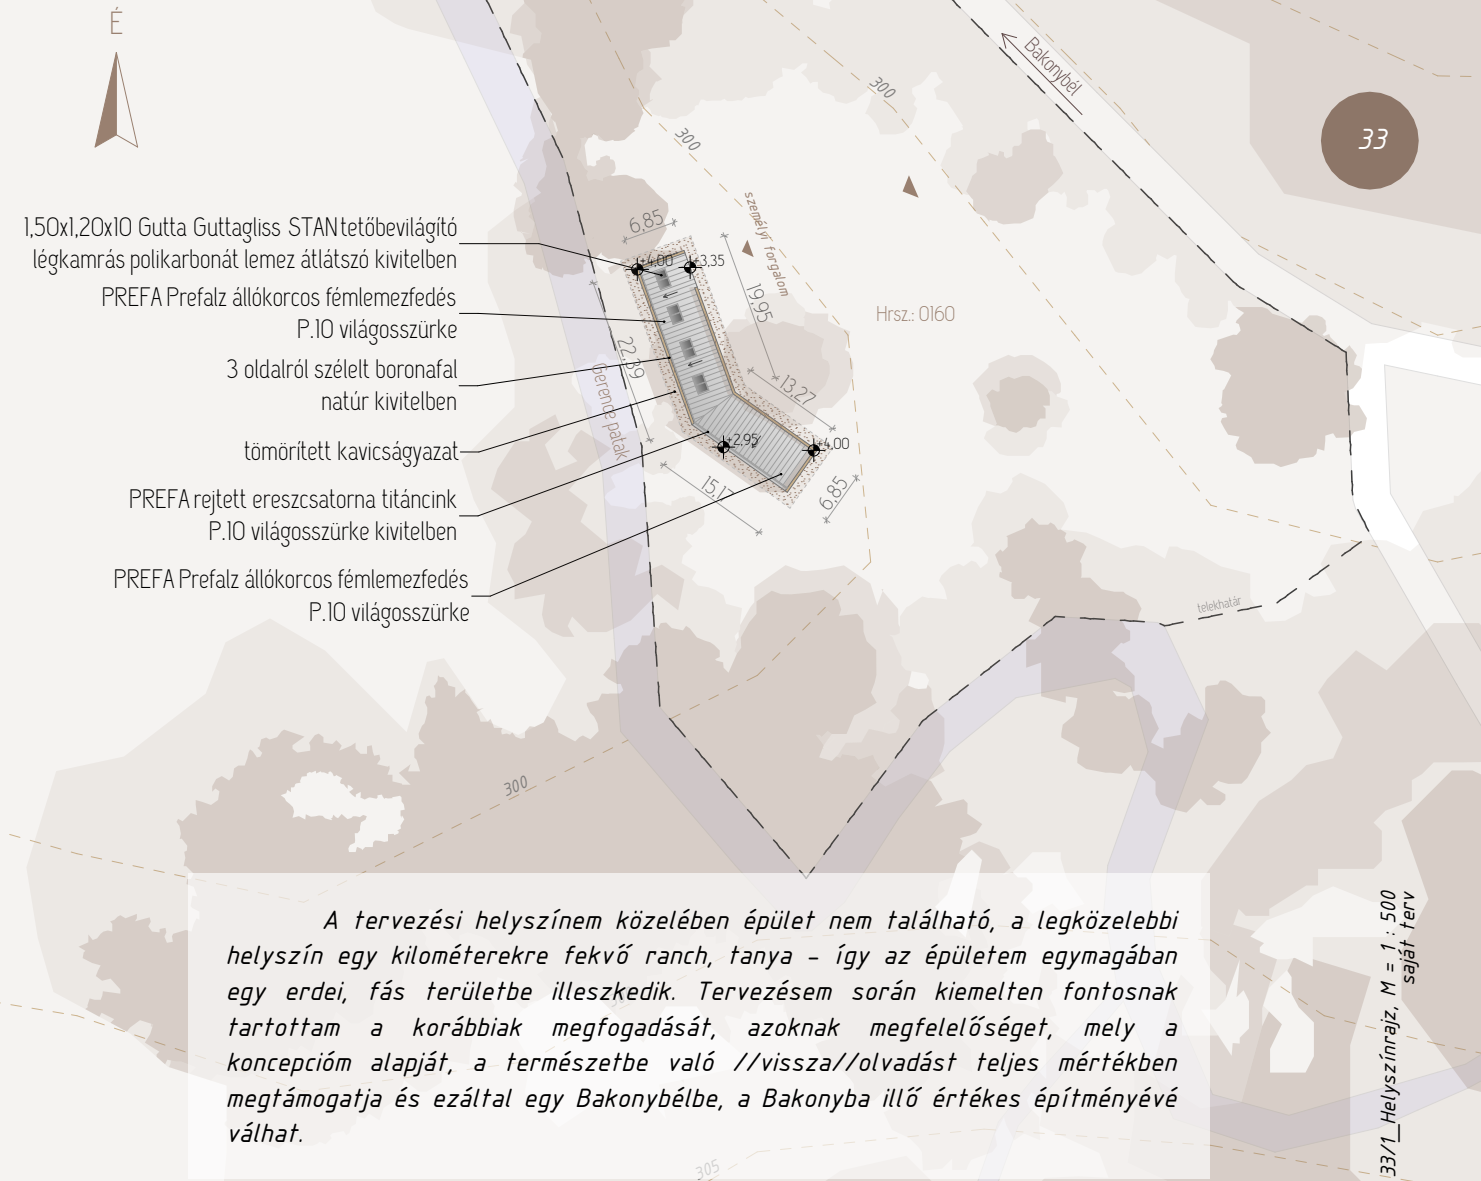 É
Bakonybél
33
300
300
személyi forgalom
1,50x1,20x10 Gutta Guttagliss STAN tetőbevilágító
légkamrás polikarbonát lemez átlátszó kivitelben
PREFA Prefalz állókorcos fémlemezfedés
P.10 világosszürke
3 oldalról szélelt boronafal
natúr kivitelben
tömörített kavicságyazat
PREFA rejtett ereszcsatorna titáncink
P.10 világosszürke kivitelben
PREFA Prefalz állókorcos fémlemezfedés
P.10 világosszürke
6,85
+4,00
+3,35
19,95
22,39
13,27
Gerence patak
+2,95
+4,00
15,17
6,85
Hrsz.: 0160
telekhatár
300
A tervezési helyszínem közelében épület nem található, a legközelebbi
helyszín egy kilométerekre fekvő ranch, tanya - így az épületem egymagában
egy erdei, fás területbe illeszkedik. Tervezésem során kiemelten fontosnak
tartottam a korábbiak megfogadását, azoknak megfelelőséget, mely a
koncepcióm alapját, a természetbe való //vissza//olvadást teljes mértékben
megtámogatja és ezáltal egy Bakonybélbe, a Bakonyba illő értékes építményévé
válhat.
305
33/1_Helyszínrajz, M = 1 : 500
saját terv